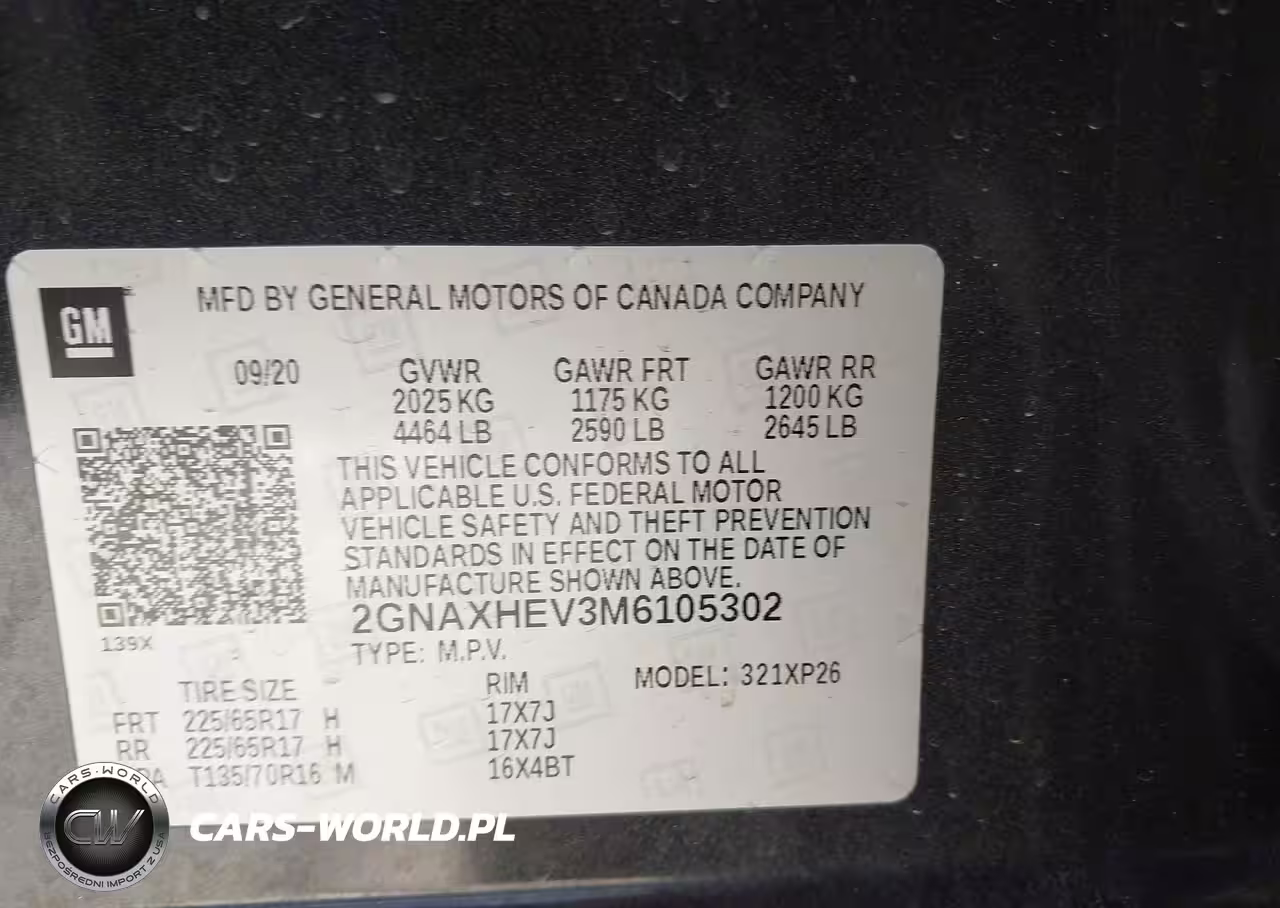 GM
MFD BY GENERAL MOTORS OF CANADA COMPANY
09/20 GVWR GAWR FRT GAWR RR
2025 KG 1175 KG 1200 KG
4464 LB 2590 LB 2645 LB
THIS VEHICLE CONFORMS TO ALL
APPLICABLE U.S. FEDERAL MOTOR
VEHICLE SAFETY AND THEFT PREVENTION
STANDARDS IN EFFECT ON THE DATE OF
MANUFACTURE SHOWN ABOVE.
2GNAXHEV3M6105302
139X
TYPE: M.P.V.
MODEL: 321XP26
TIRE SIZE RIM
FRT 225/65R17 H 17X7J
RR 225/65R17 H 17X7J
T135/70R16 M 16X4BT
CARS-WORLD
CW
BEZPOŚREDNI IMPORT Z USA
CARS-WORLD.PL